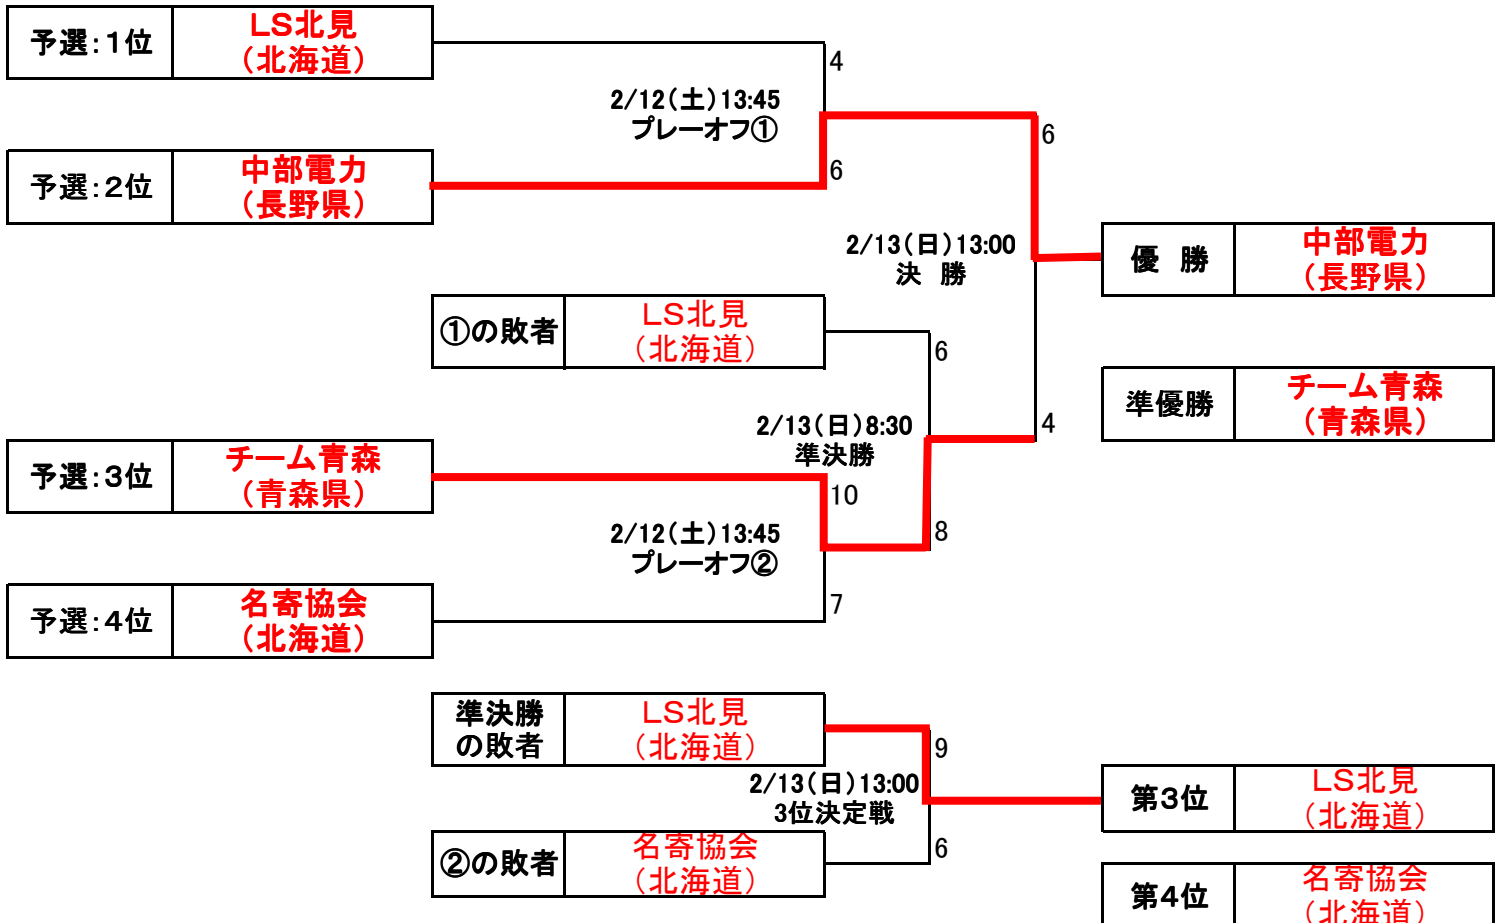 予選：1位
LS北見
（北海道）
4
2/12（土）13:45
プレーオフ①
6
予選：2位
中部電力
（長野県）
6
2/13（日）13:00
決　勝
優　勝
中部電力
（長野県）
①の敗者
LS北見
（北海道）
6
準優勝
チーム青森
（青森県）
2/13（日）8:30
準決勝
4
予選：3位
チーム青森
（青森県）
10
2/12（土）13:45
プレーオフ②
8
予選：4位
名寄協会
（北海道）
7
準決勝
の敗者
LS北見
（北海道）
9
2/13（日）13:00
3位決定戦
第3位
LS北見
（北海道）
②の敗者
名寄協会
（北海道）
6
第4位
名寄協会
（北海道）